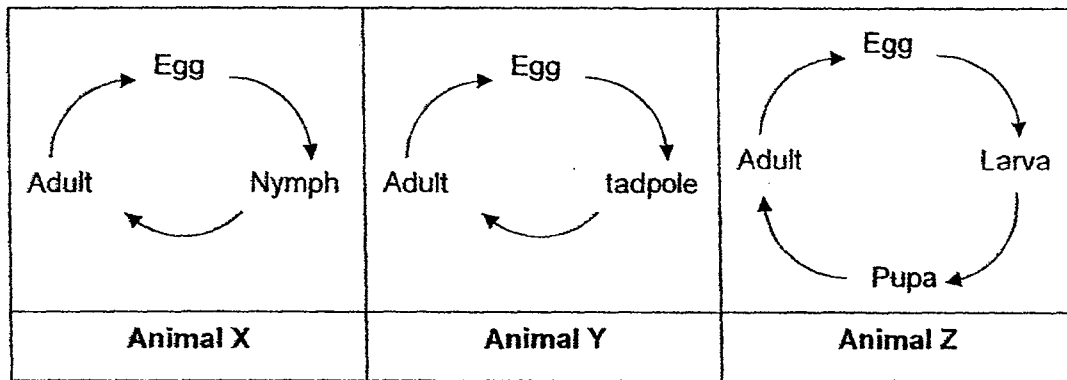 Egg
Adult
Nymph
Animal X
Egg
Adult
tadpole
Animal Y
Egg
Adult
Larva
Pupa
Animal Z